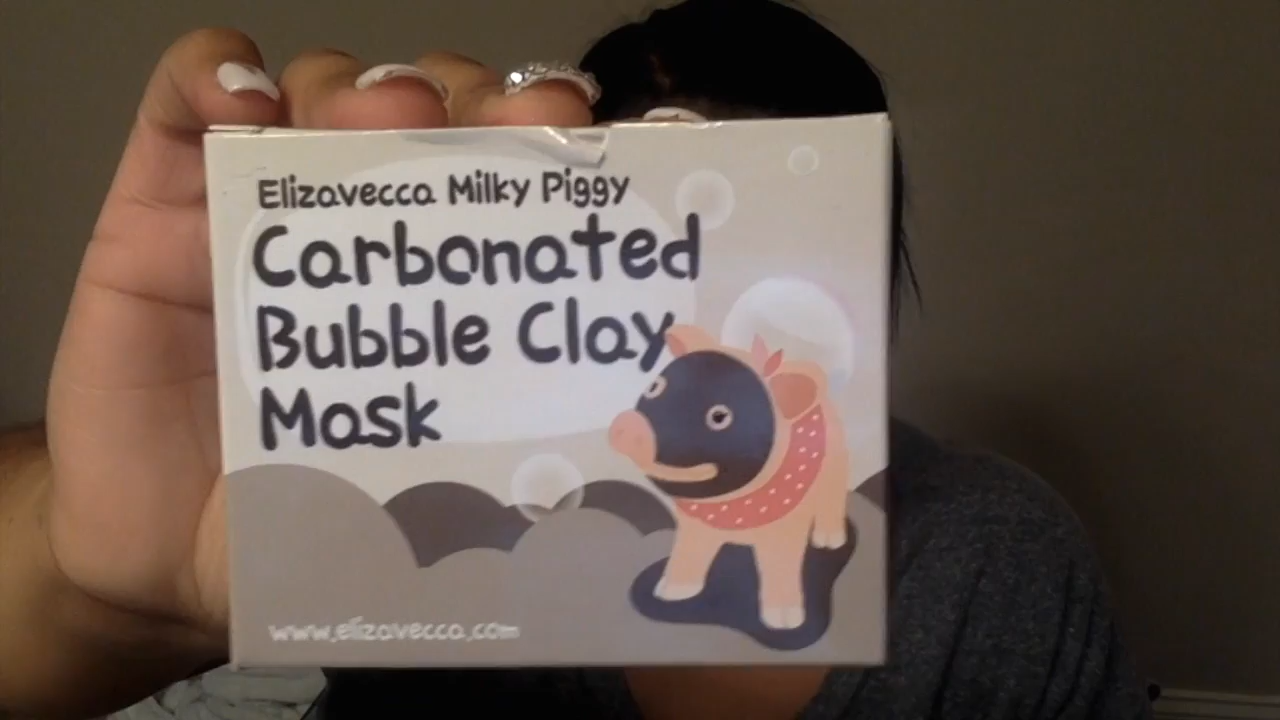 Elizavecca Milky Piggy
Carbonated
Bubble Clay
Mask
www.elizavecca.com